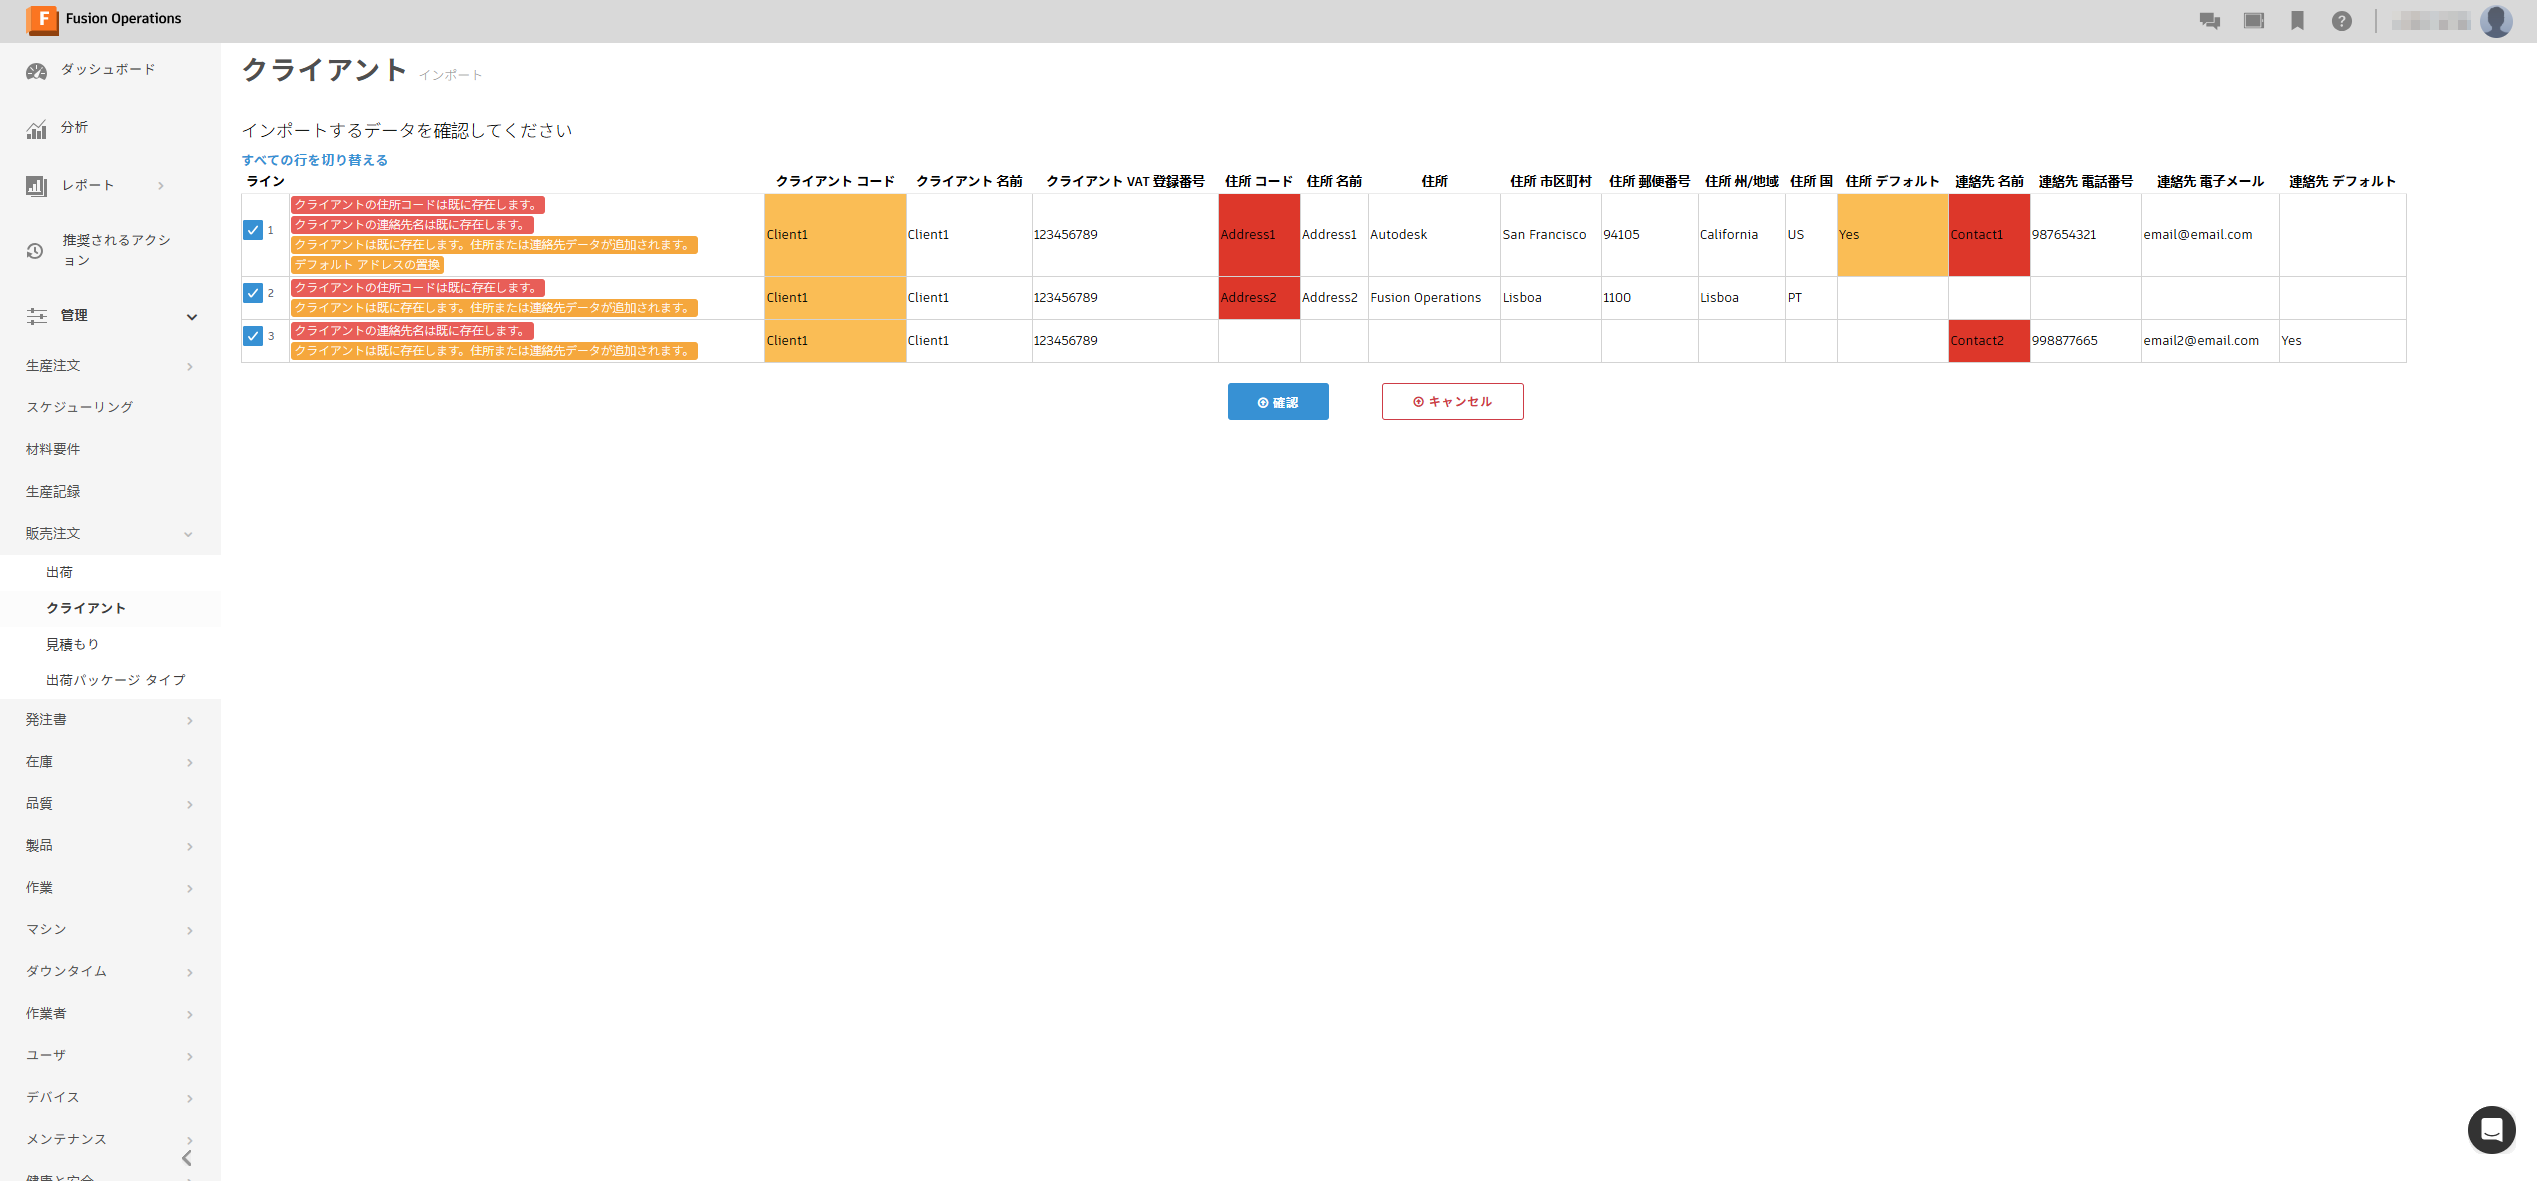 Fusion Operations
ダッシュボード
分析
レポート
推奨されるアクシ
ョン
管理
生産注文
スケジューリング
材料要件
生産記録
販売注文
出荷
クライアント
見積もり
出荷パッケージ タイプ
発注書
在庫
品質
製品
作業
マシン
ダウンタイム
作業者
ユーザ
デバイス
メンテナンス
健康と安全
クライアント インポート
インポートするデータを確認してください
すべての行を切り替える
ライン クライアント コード クライアント 名前 クライアント VAT 登録番号 住所 コード 住所 名前 住所 住所 市区町村 住所 郵便番号 住所 州/地域 住所 国 住所 デフォルト 連絡先 名前 連絡先 電話番号 連絡先 電子メール 連絡先 デフォルト
クライアントの住所コードは既に存在します。
クライアントの連絡先名は既に存在します。
1 Client1 Client1 123456789 Address1 Address1 Autodesk San Francisco 94105 California US Yes Contact1 987654321 email@email.com
クライアントは既に存在します。住所または連絡先データが追加されます。
デフォルト アドレスの置換
クライアントの住所コードは既に存在します。
2 Client1 Client1 123456789 Address2 Address2 Fusion Operations Lisboa 1100 Lisboa PT
クライアントは既に存在します。住所または連絡先データが追加されます。
クライアントの連絡先名は既に存在します。
3 Client1 Client1 123456789 Contact2 998877665 email2@email.com Yes
クライアントは既に存在します。住所または連絡先データが追加されます。
確認 キャンセル